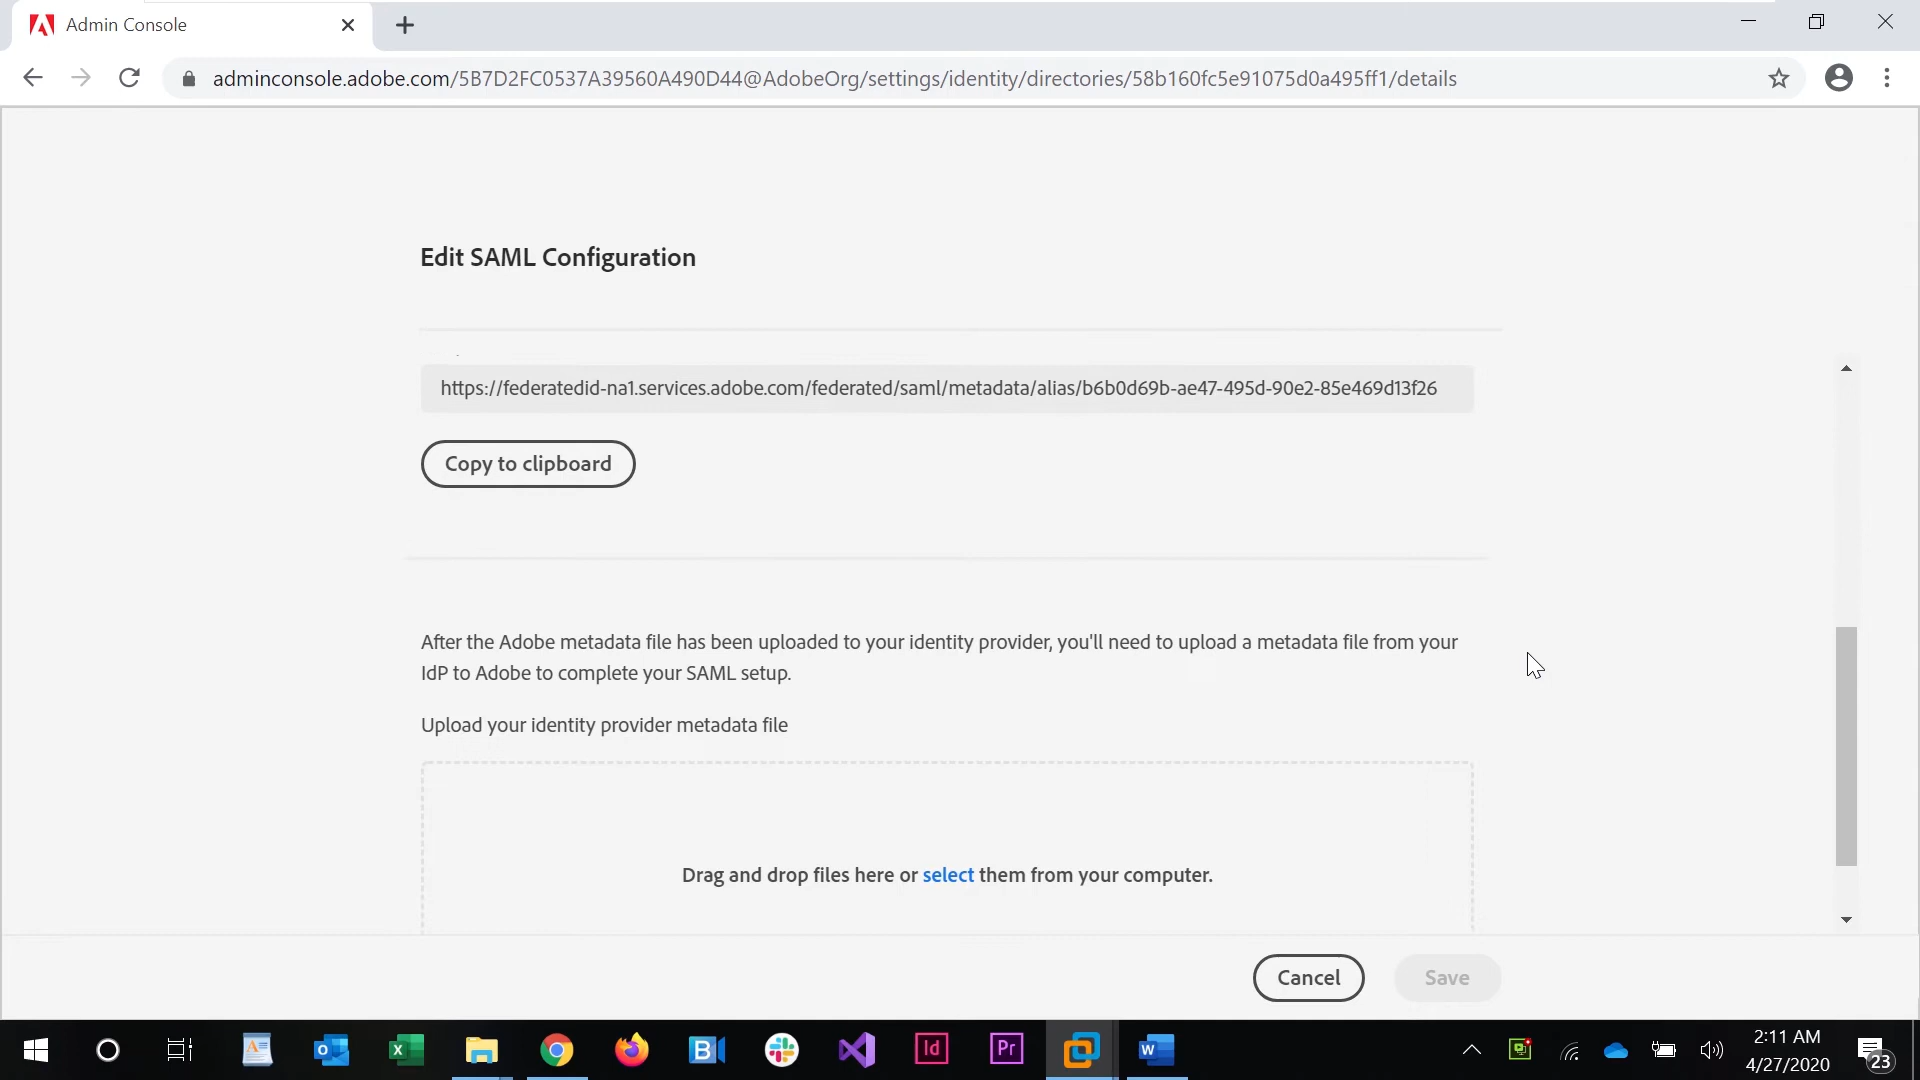 Admin Console
adminconsole.adobe.com/5B7D2FC0537A39560A490D44@AdobeOrg/settings/identity/directories/58b160fc5e91075d0a495ff1/details
Edit SAML Configuration
https://federatedid-na1.services.adobe.com/federated/saml/metadata/alias/b6b0d69b-ae47-495d-90e2-85e469d13f26
Copy to clipboard
After the Adobe metadata file has been uploaded to your identity provider, you'll need to upload a metadata file from your
IdP to Adobe to complete your SAML setup.
Upload your identity provider metadata file
Drag and drop files here or select them from your computer.
Cancel
Save
Id
Pr
2:11 AM
4/27/2020
23